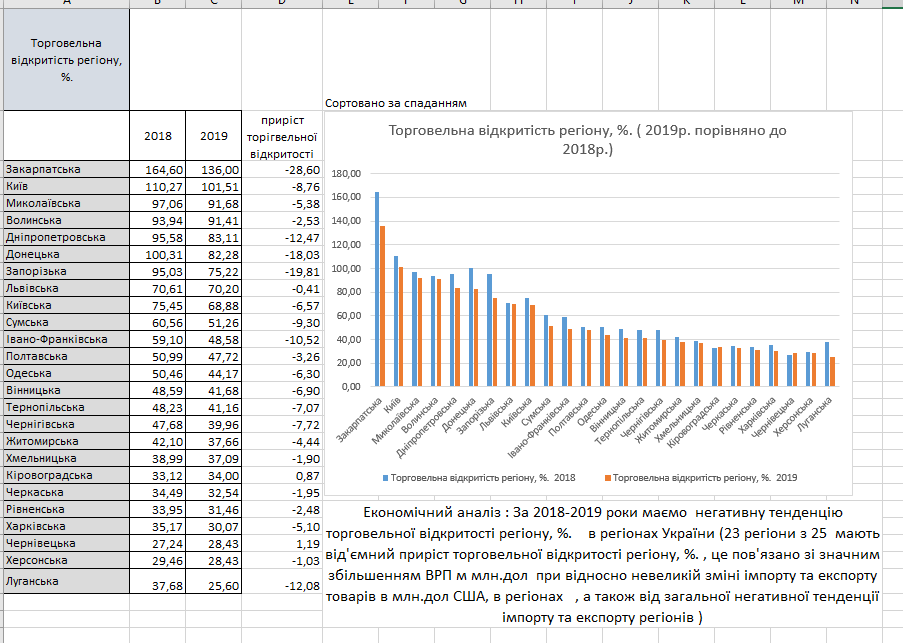 A B C D E F G H I J K L M N
Торговельна
відкритість регіону,
%.
Сортовано за спаданням
2018 2019 приріст
торігвельної
відкритості
Закарпатська 164,60 136,00 -28,60
Київ 110,27 101,51 -8,76
Миколаївська 97,06 91,68 -5,38
Волинська 93,94 91,41 -2,53
Дніпропетровська 95,58 83,11 -12,47
Донецька 100,31 82,28 -18,03
Запорізька 95,03 75,22 -19,81
Львівська 70,61 70,20 -0,41
Київська 75,45 68,88 -6,57
Сумська 60,56 51,26 -9,30
Івано-Франківська 59,10 48,58 -10,52
Полтавська 50,99 47,72 -3,26
Одеська 50,46 44,17 -6,30
Вінницька 48,59 41,68 -6,90
Тернопільська 48,23 41,16 -7,07
Чернігівська 47,68 39,96 -7,72
Житомирська 42,10 37,66 -4,44
Хмельницька 38,99 37,09 -1,90
Кіровоградська 33,12 34,00 0,87
Черкаська 34,49 32,54 -1,95
Рівненська 33,95 31,46 -2,48
Харківська 35,17 30,07 -5,10
Чернівецька 27,24 28,43 1,19
Херсонська 29,46 28,43 -1,03
Луганська 37,68 25,60 -12,08
Торговельна відкритість регіону, %. ( 2019р. порівняно до
2018р.)
180,00
160,00
140,00
120,00
100,00
80,00
60,00
40,00
20,00
0,00
Закарпатська
Київ
Миколаївська
Волинська
Дніпропетровська
Донецька
Запорізька
Львівська
Київська
Сумська
Івано-Франківська
Полтавська
Одеська
Вінницька
Тернопільська
Чернігівська
Житомирська
Хмельницька
Кіровоградська
Черкаська
Рівненська
Харківська
Чернівецька
Херсонська
Луганська
Торговельна відкритість регіону, %. 2018 Торговельна відкритість регіону, %. 2019
Економічний аналіз : За 2018-2019 роки маємо негативну тенденцію
торговельної відкритості регіону, %. в регіонах України (23 регіони з 25 мають
від'ємний приріст торговельної відкритості регіону, %. , це пов'язано зі значним
збільшенням ВРП м млн.дол при відносно невеликій зміні імпорту та експорту
товарів в млн.дол США, в регіонах , а також від загальної негативної тенденції
імпорту та експорту регіонів )